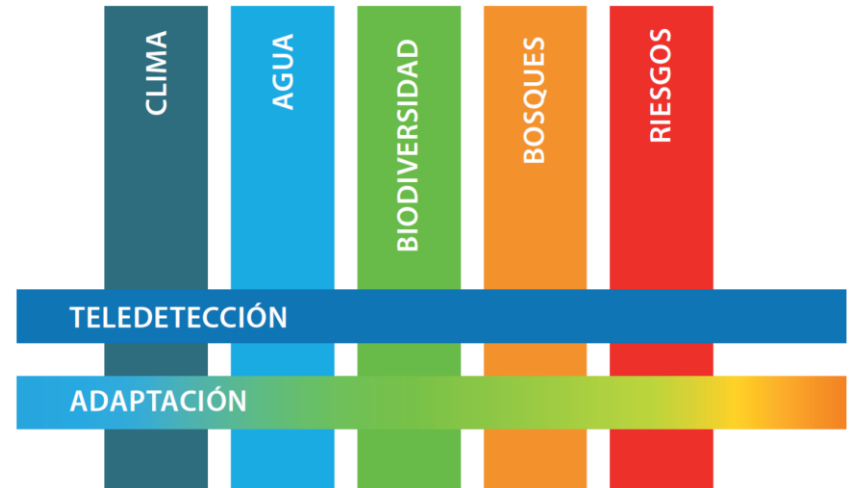 CLIMA
AGUA
BIODIVERSIDAD
BOSQUES
RIESGOS
TELEDETECCIÓN
ADAPTACIÓN